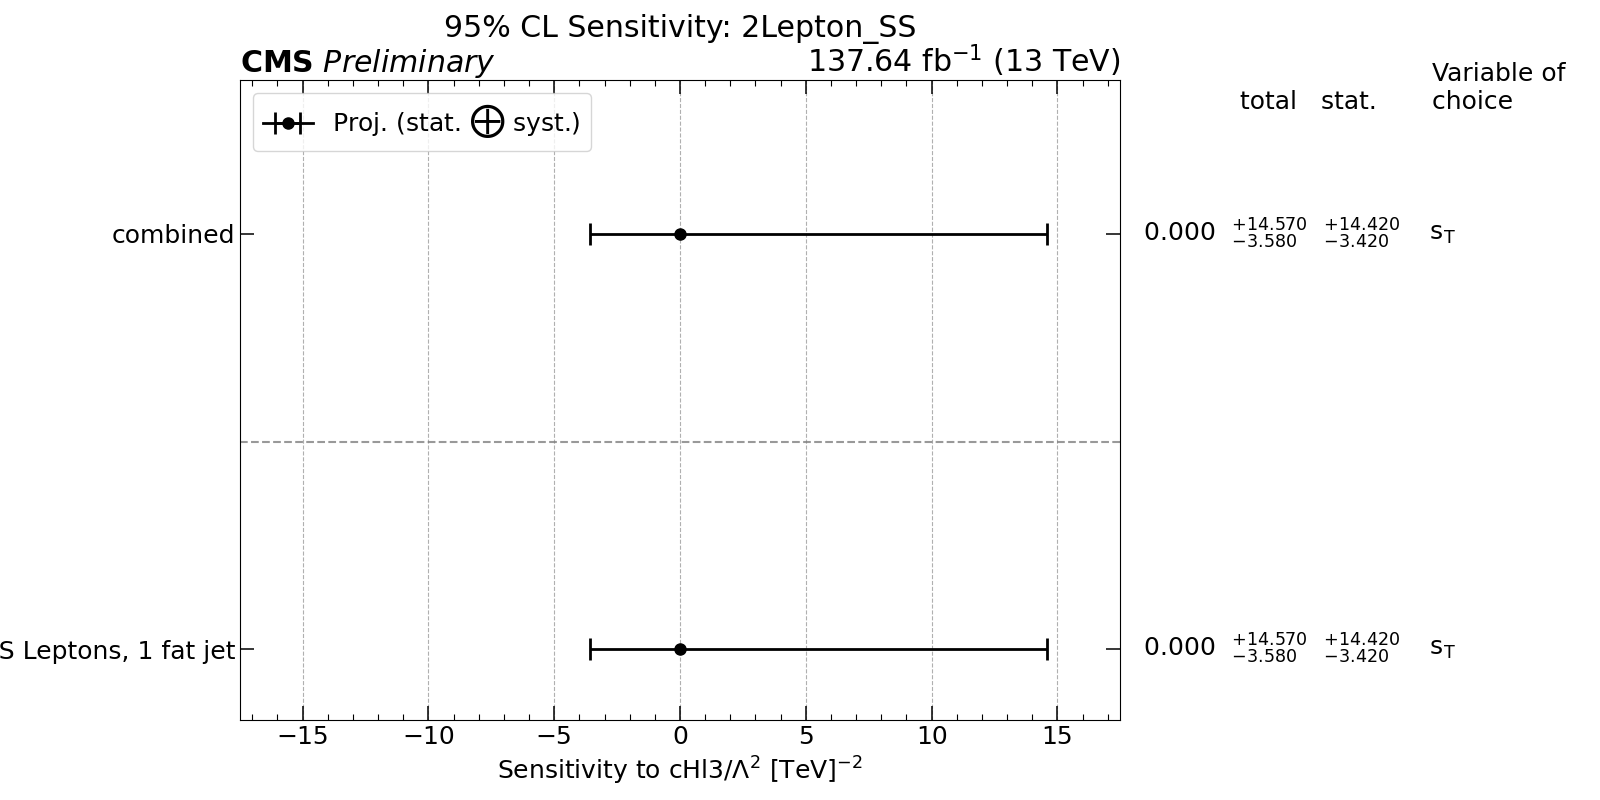 95% CL Sensitivity: 2Lepton_SS
CMS Preliminary 137.64 fb⁻¹ (13 TeV)
Variable of
total stat. choice
Proj. (stat. ⊕ syst.)
combined 0.000 +14.570 −3.580 +14.420 −3.420 s_T
S Leptons, 1 fat jet 0.000 +14.570 −3.580 +14.420 −3.420 s_T
−15 −10 −5 0 5 10 15
Sensitivity to cHl3/Λ² [TeV]⁻²